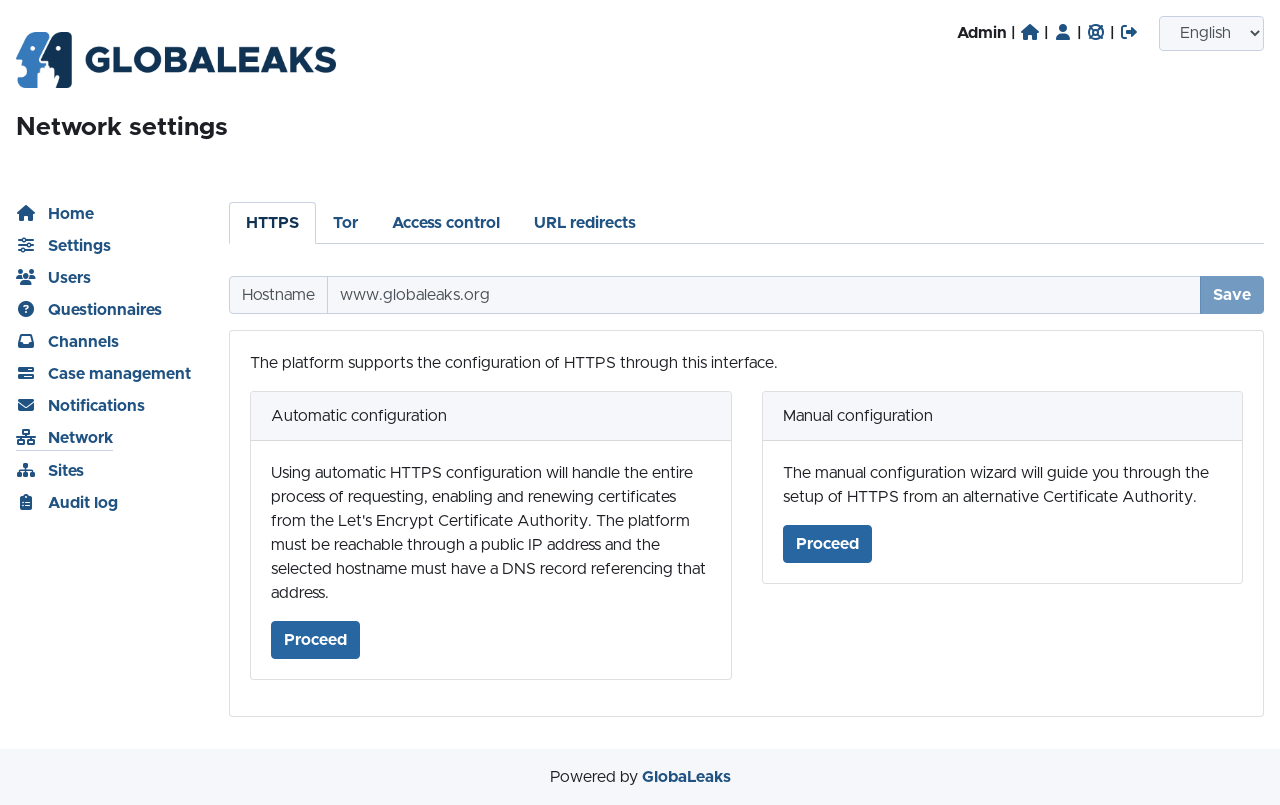 GLOBALEAKS
Admin | | | |
English
Network settings
Home
Settings
Users
Questionnaires
Channels
Case management
Notifications
Network
Sites
Audit log
HTTPS
Tor
Access control
URL redirects
Hostname
www.globaleaks.org
Save
The platform supports the configuration of HTTPS through this interface.
Automatic configuration
Using automatic HTTPS configuration will handle the entire
process of requesting, enabling and renewing certificates
from the Let's Encrypt Certificate Authority. The platform
must be reachable through a public IP address and the
selected hostname must have a DNS record referencing that
address.
Proceed
Manual configuration
The manual configuration wizard will guide you through the
setup of HTTPS from an alternative Certificate Authority.
Proceed
Powered by GlobaLeaks